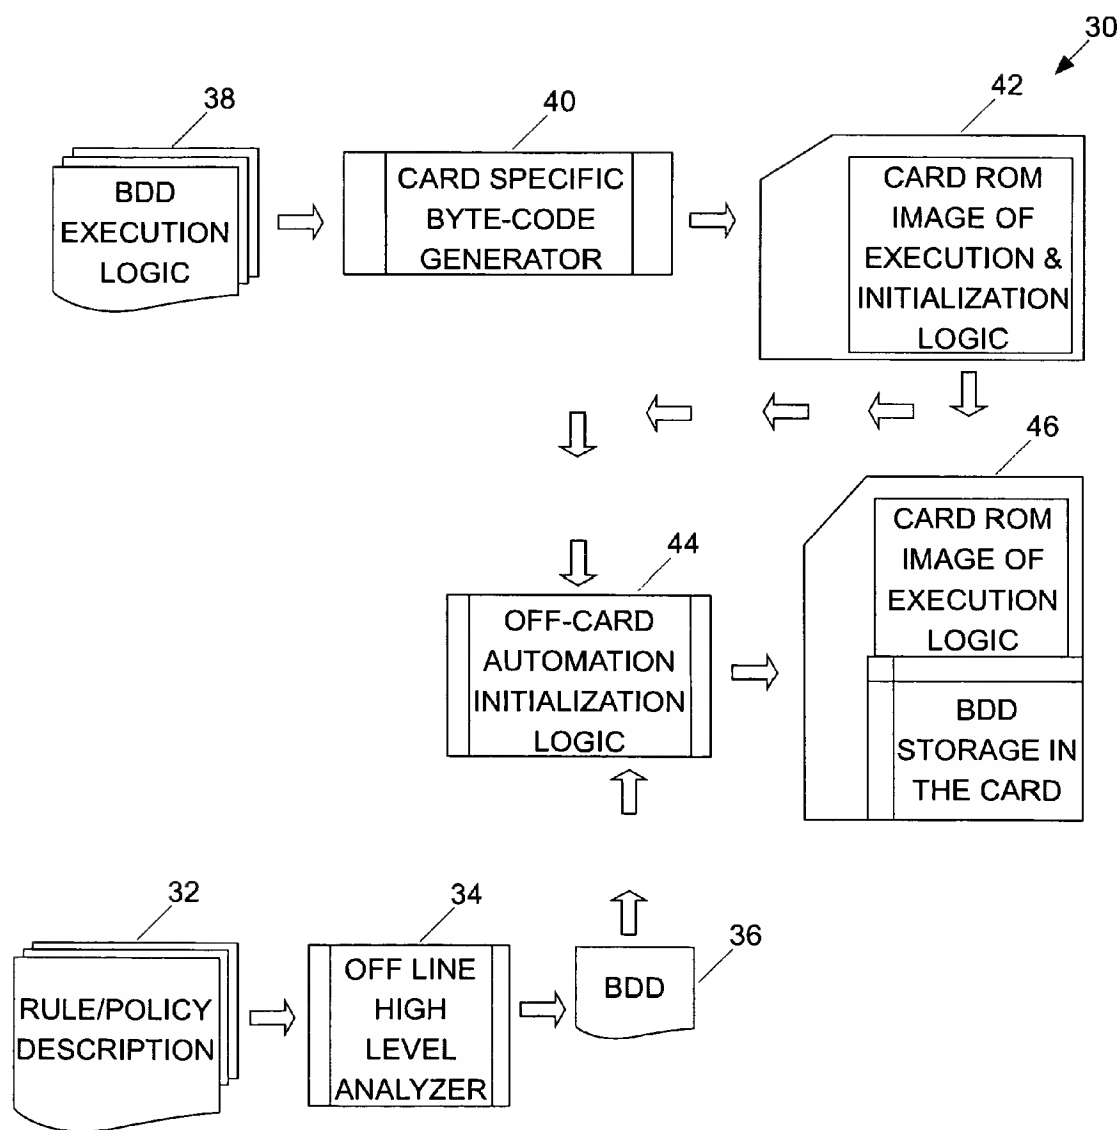 30
38
BDD
EXECUTION
LOGIC
40
CARD SPECIFIC
BYTE-CODE
GENERATOR
42
CARD ROM
IMAGE OF
EXECUTION &
INITIALIZATION
LOGIC
44
OFF-CARD
AUTOMATION
INITIALIZATION
LOGIC
46
CARD ROM
IMAGE OF
EXECUTION
LOGIC
BDD
STORAGE IN
THE CARD
32
RULE/POLICY
DESCRIPTION
34
OFF LINE
HIGH
LEVEL
ANALYZER
36
BDD